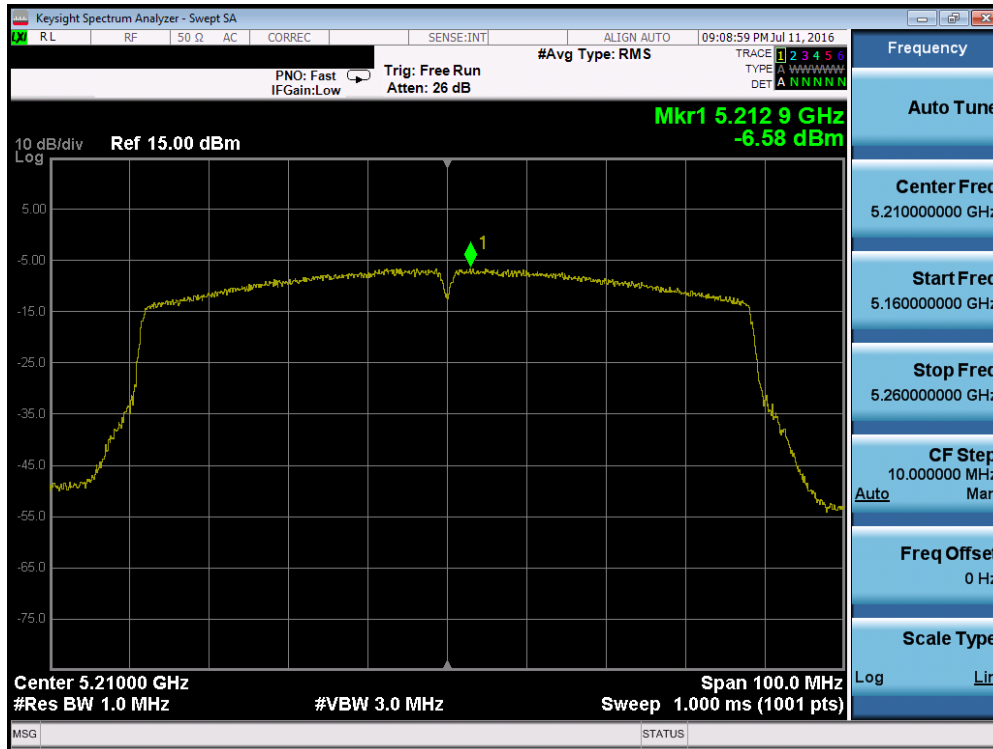 Keysight Spectrum Analyzer - Swept SA
LXI RL RF 50 Ω AC CORREC SENSE:INT ALIGN AUTO 09:08:59 PM Jul 11, 2016
#Avg Type: RMS
TRACE 1 2 3 4 5 6
TYPE A WWWWW
DET A N N N N N
PNO: Fast
IFGain:Low
Trig: Free Run
Atten: 26 dB
Mkr1 5.212 9 GHz
-6.58 dBm
10 dB/div
Log
Ref 15.00 dBm
5.00
-5.00
-15.0
-25.0
-35.0
-45.0
-55.0
-65.0
-75.0
1
Center 5.21000 GHz
#Res BW 1.0 MHz
#VBW 3.0 MHz
Span 100.0 MHz
Sweep 1.000 ms (1001 pts)
MSG
STATUS
Frequency
Auto Tune
Center Freq
5.210000000 GHz
Start Freq
5.160000000 GHz
Stop Freq
5.260000000 GHz
CF Step
10.000000 MHz
Auto Man
Freq Offset
0 Hz
Scale Type
Log Lin